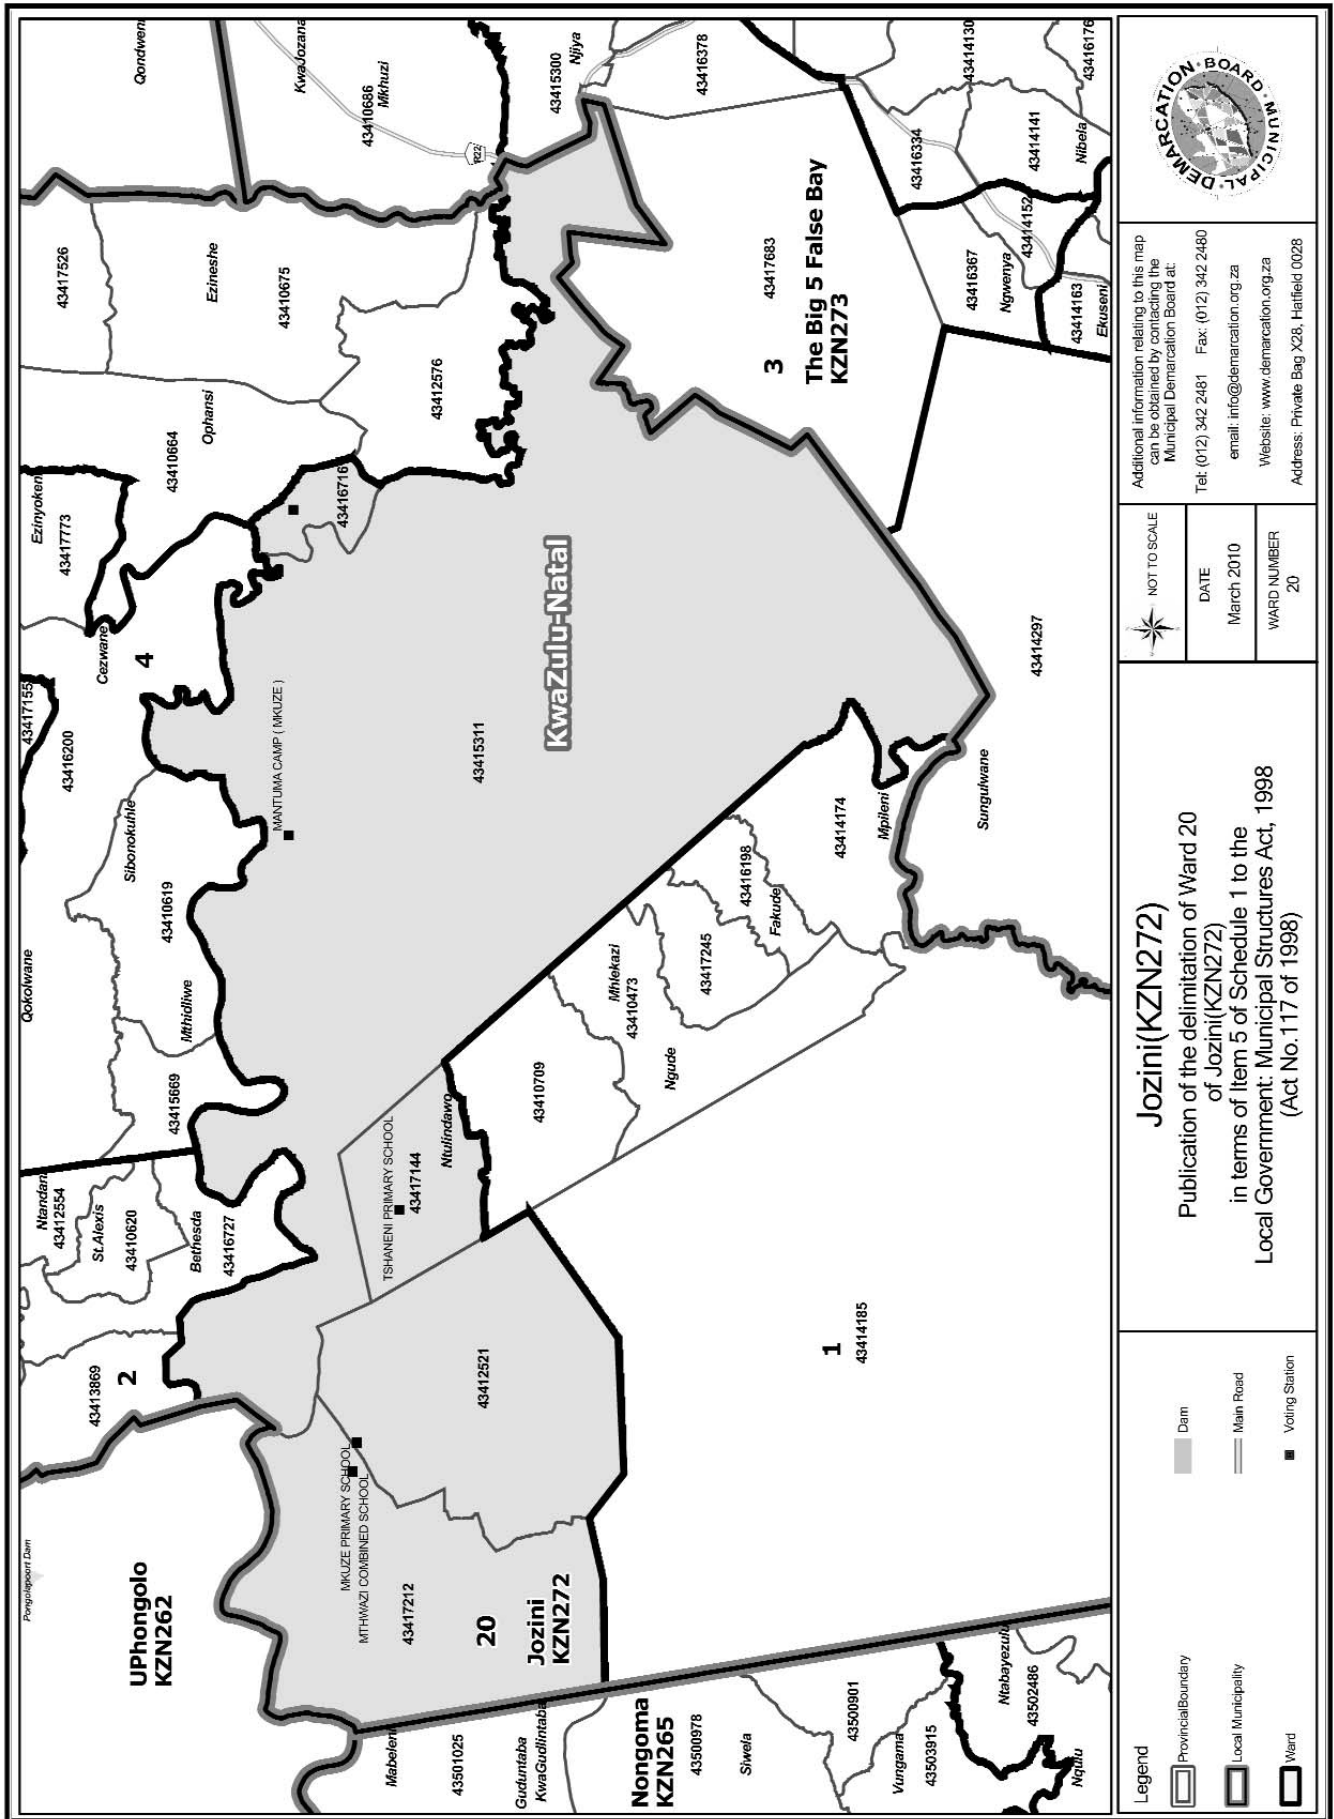 Pongolapoort Dam
UPhongolo
KZN262
43413869
2
Ntandani
43412554
St.Alexis
43410620
Bethesda
43416727
Qokolwane
43415669
Mthidliwe
43410619
Sibonokuhle
43416200
43417155
Cezwane
4
Ezinyokeni
43417773
43410664
Ophansi
43417526
Ezineshe
43410675
Qondweni
KwaJozana
43410686
Mkhuzi
R22
MANTUMA CAMP ( MKUZE )
43416716
43412576
43415300
Njiya
43416378
MKUZE PRIMARY SCHOOL
MTHWAZI COMBINED SCHOOL
43417212
20
Jozini
KZN272
43412521
TSHANENI PRIMARY SCHOOL
43417144
Ntulindawo
43415311
KwaZulu-Natal
Mabeleni
43501025
Guduntaba
KwaGudlintaba
Nongoma
KZN265
43500978
Siwela
43500901
Vungama
43503915
Ntabayezulu
43502486
Nqulu
1
43414185
43410709
Mhlekazi
43410473
Ngude
43417245
43416198
Fakude
43414174
Mpileni
Sungulwane
43414297
3
43417683
The Big 5 False Bay
KZN273
43416334
43414130
43414141
Nibela
43416176
43414152
43416367
Ngwenya
43414163
Ekuseni
Legend
ProvincialBoundary
Local Municipality
Ward
Dam
Main Road
Voting Station
Jozini(KZN272)
Publication of the delimitation of Ward 20
of Jozini(KZN272)
in terms of Item 5 of Schedule 1 to the
Local Government: Municipal Structures Act, 1998
(Act No.117 of 1998)
NOT TO SCALE
DATE
March 2010
WARD NUMBER
20
Additional information relating to this map
can be obtained by contacting the
Municipal Demarcation Board at:
Tel: (012) 342 2481 Fax: (012) 342 2480
email: info@demarcation.org.za
Website: www.demarcation.org.za
Address: Private Bag X28, Hatfield 0028
MUNICIPAL DEMARCATION BOARD